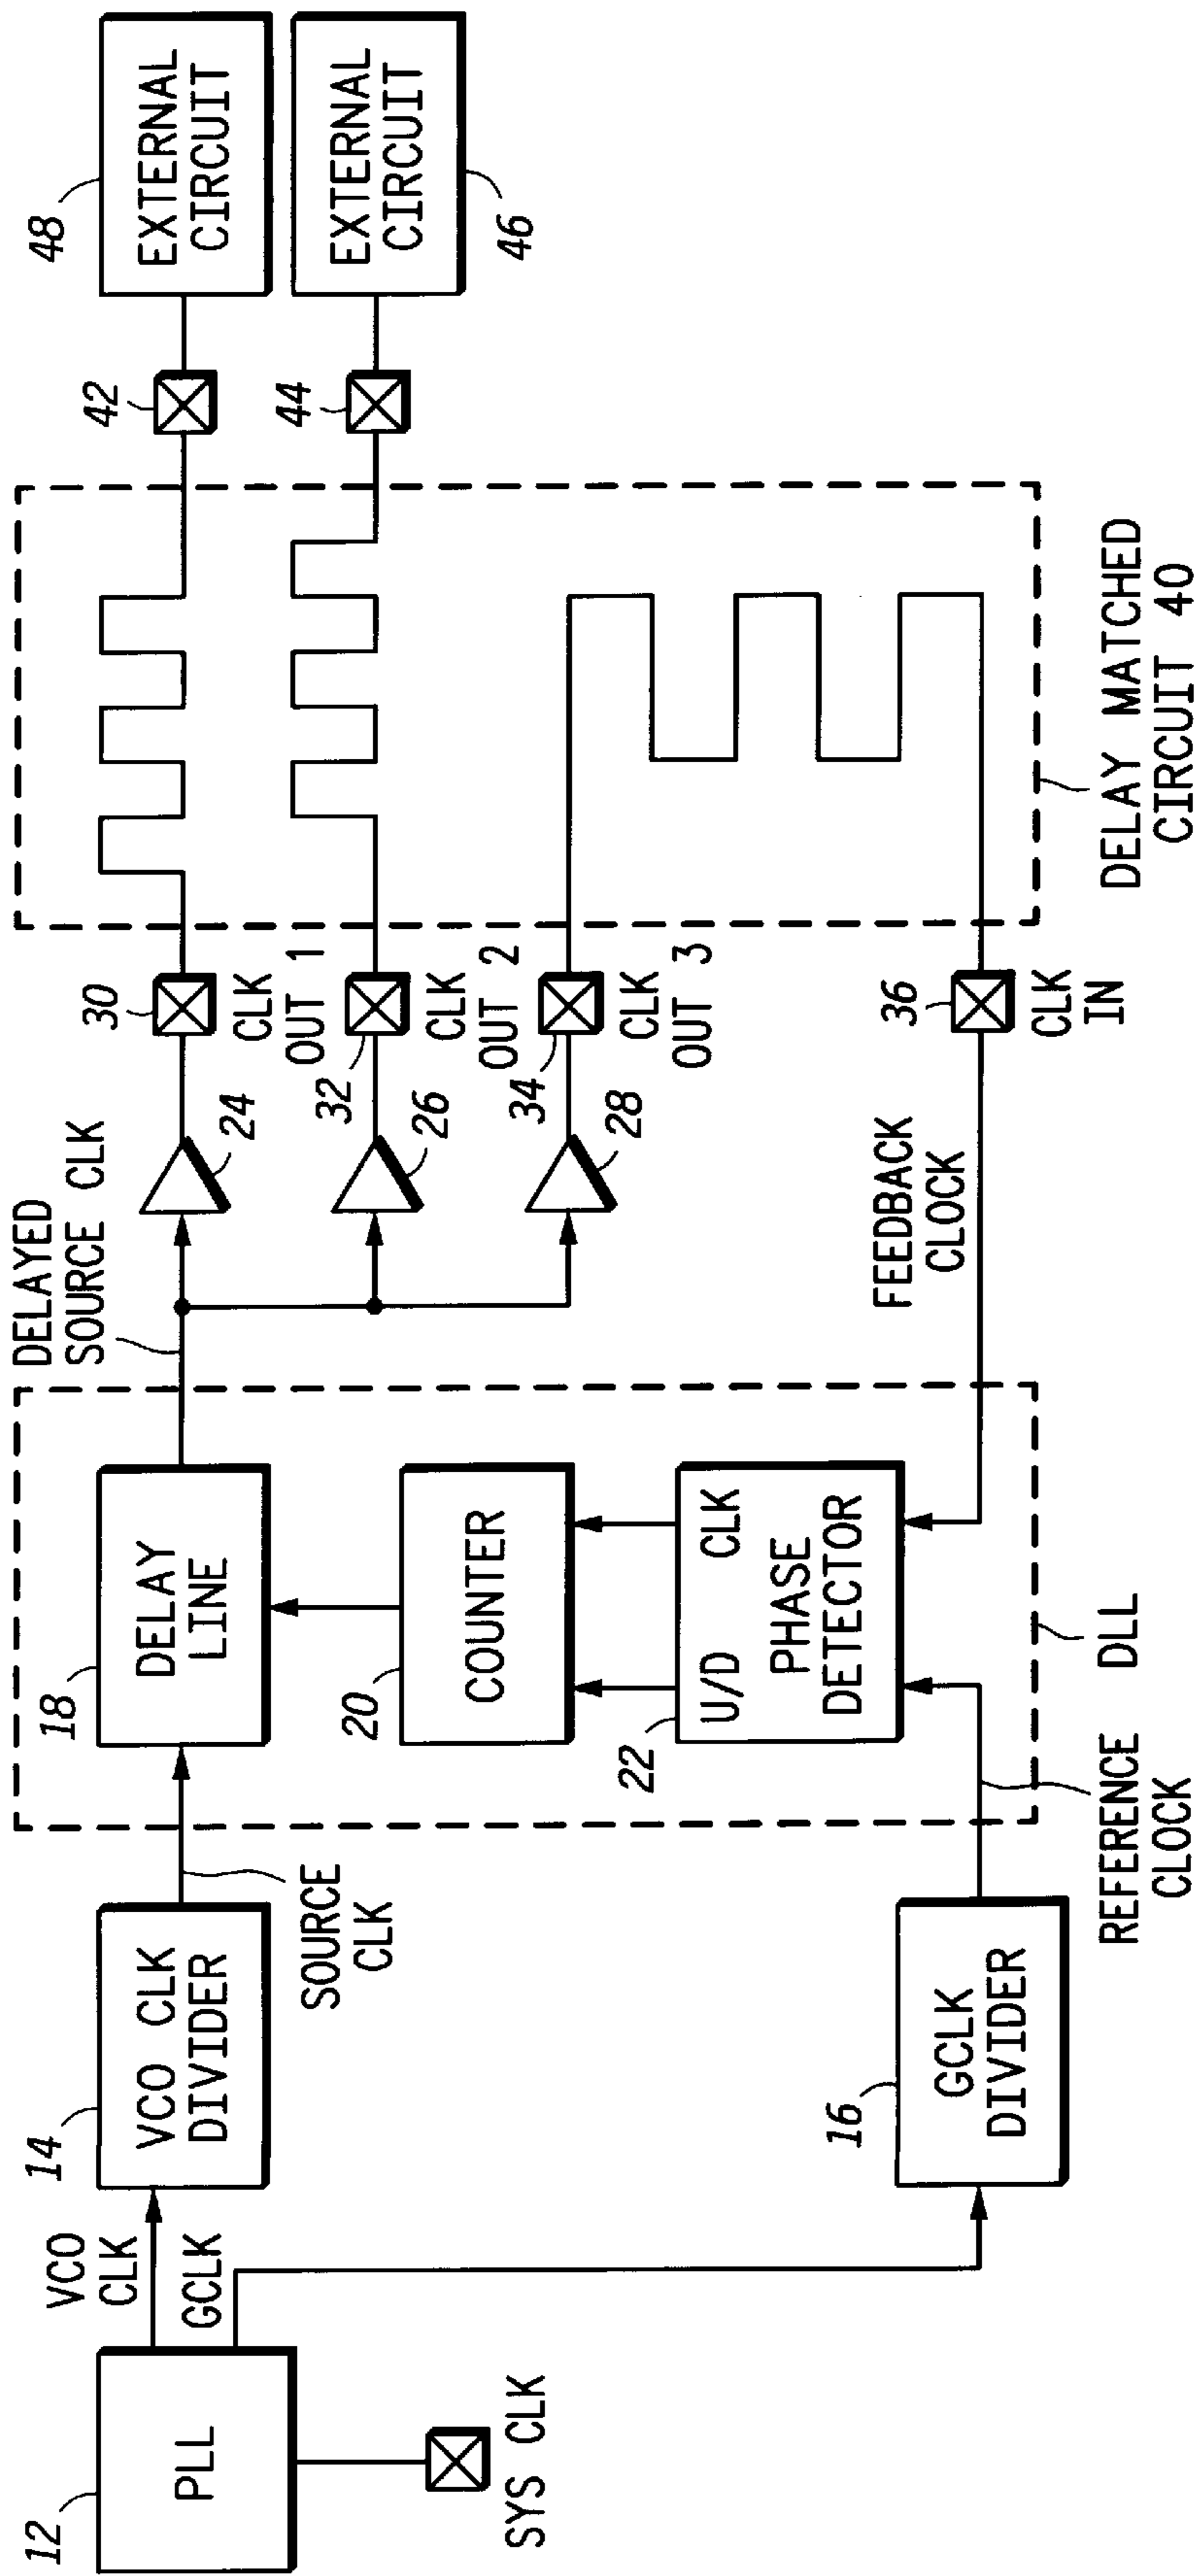 12
PLL
SYS CLK
VCO
CLK
GCLK
14
VCO CLK
DIVIDER
SOURCE
CLK
16
GCLK
DIVIDER
REFERENCE
CLOCK
DLL
18
DELAY
LINE
20
COUNTER
22
U/D
CLK
PHASE
DETECTOR
DELAYED
SOURCE CLK
24
26
28
FEEDBACK
CLOCK
30
CLK
OUT 1
32
CLK
OUT 2
34
CLK
OUT 3
36
CLK
IN
DELAY MATCHED
CIRCUIT 40
42
44
48
EXTERNAL
CIRCUIT
EXTERNAL
CIRCUIT
46